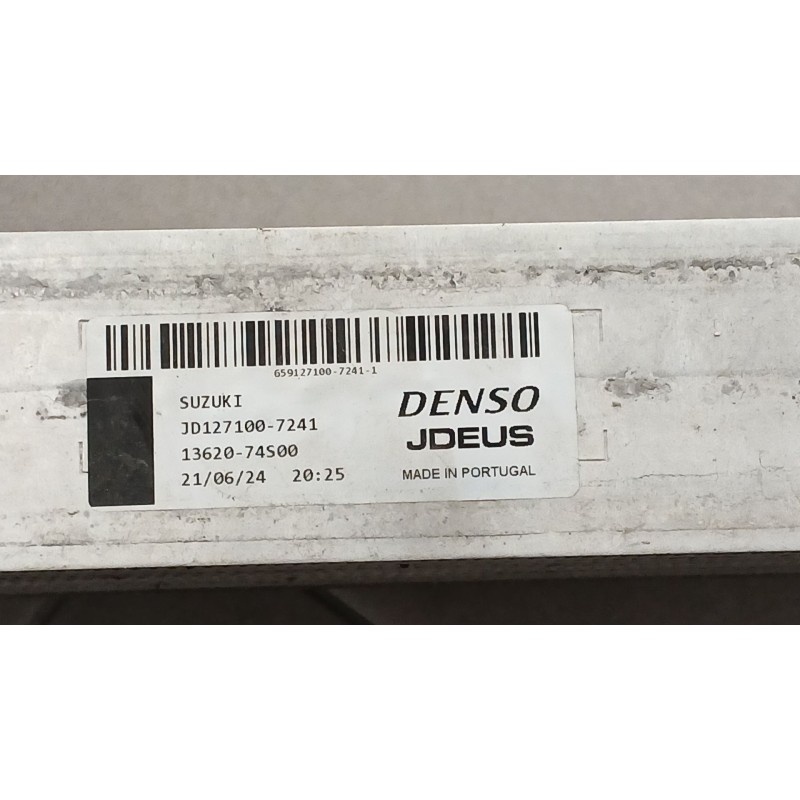 659127100-7241-1
SUZUKI
JD127100-7241
13620-74S00
21/06/24 20:25
DENSO
JDEUS
MADE IN PORTUGAL